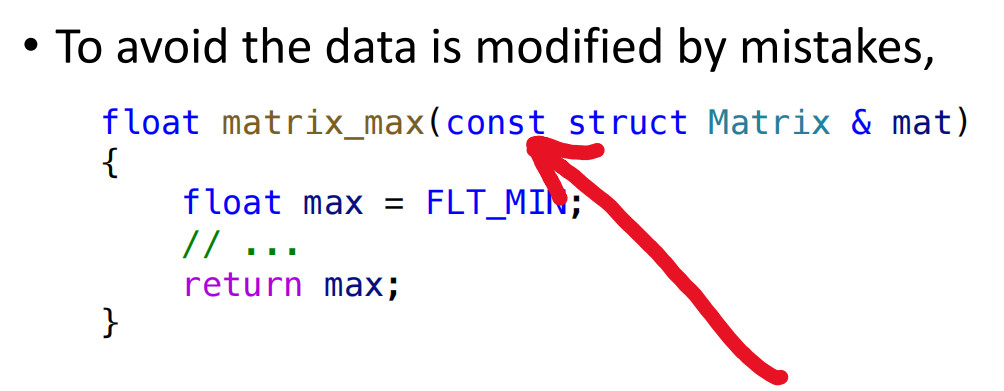 • To avoid the data is modified by mistakes,
float matrix_max(const struct Matrix & mat)
{
    float max = FLT_MIN;
    // ...
    return max;
}